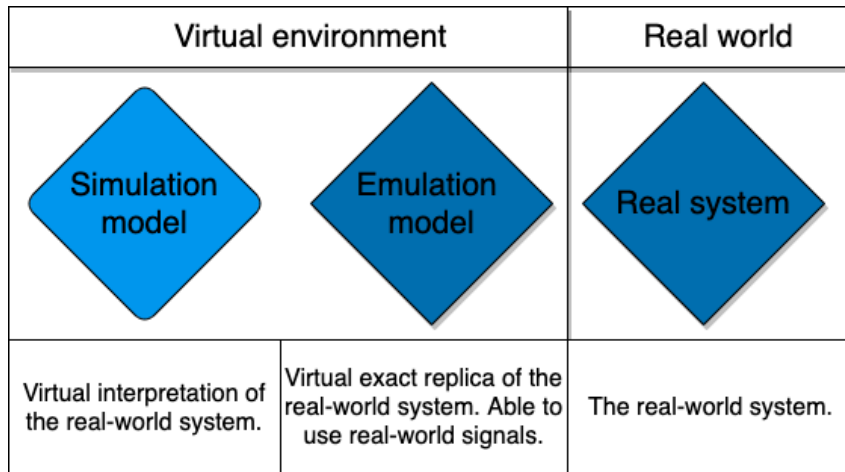 Virtual environment
Real world
Simulation
model
Emulation
model
Real system
Virtual interpretation of
the real-world system.
Virtual exact replica of the
real-world system. Able to
use real-world signals.
The real-world system.